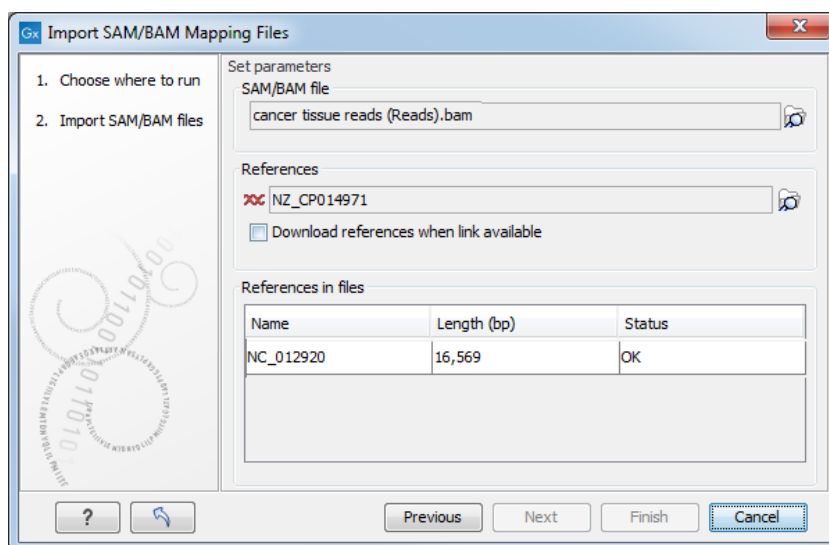 Gx Import SAM/BAM Mapping Files
X
1. Choose where to run
2. Import SAM/BAM files
Set parameters
SAM/BAM file
cancer tissue reads (Reads).bam
References
NZ_CP014971
Download references when link available
References in files
Name Length (bp) Status
NC_012920 16,569 OK
? Previous Next Finish Cancel